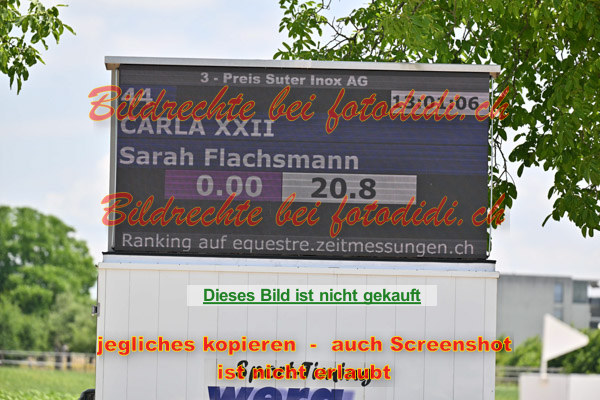 3 - Preis Suter Inox AG
44 13:01:06
Bildrechte bei fotodidi.ch
CARLA XXII
Sarah Flachsmann
0.00 20.8
Bildrechte bei fotodidi.ch
Ranking auf equestre.zeitmessungen.ch
Dieses Bild ist nicht gekauft
jegliches kopieren - auch Screenshot
ist nicht erlaubt
werg